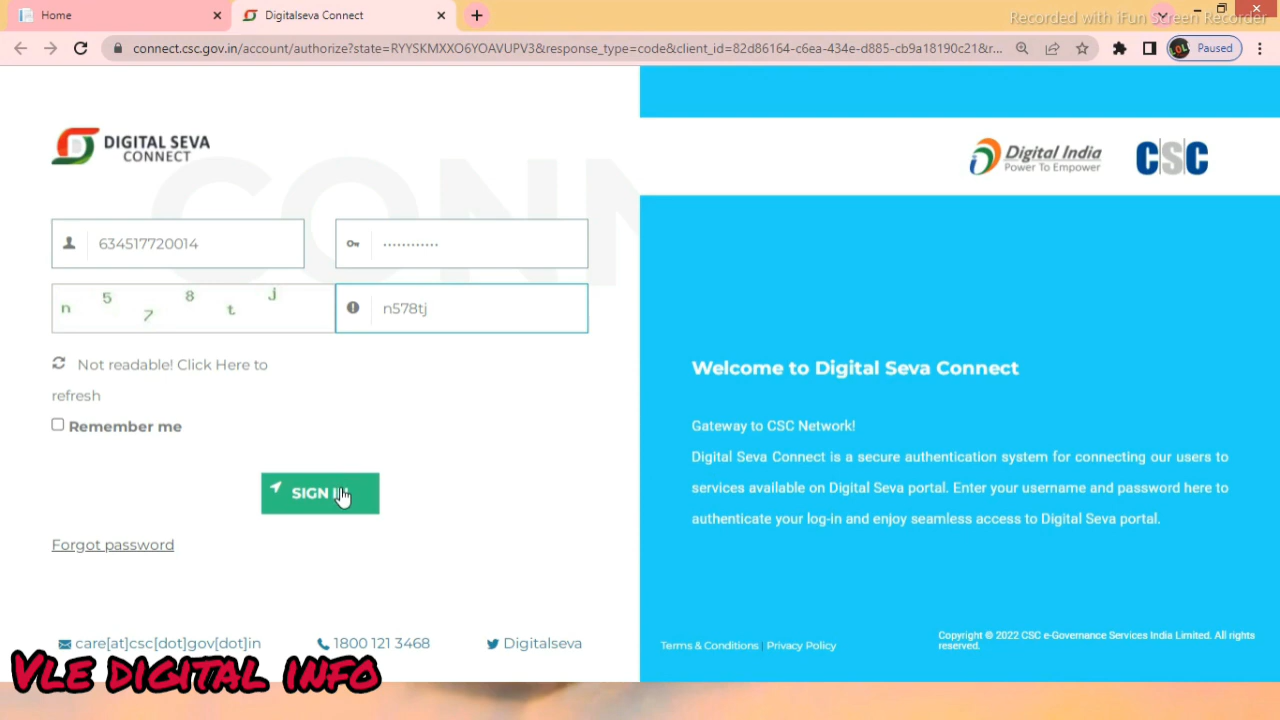 Home
Digitalseva Connect
Recorded with iFun Screen Recorder
connect.csc.gov.in/account/authorize?state=RYYSKMXXOOYOAVUPV3&response_type=code&client_id=82d86164-c6ea-434e-d885-cb9a18190c21&r...
LOL
Paused
DIGITAL SEVA
CONNECT
CONN
Digital India
Power To Empower
CSC
634517720014
n 5 7 8 t j
n578tj
Not readable! Click Here to
refresh
Remember me
SIGN IN
Forgot password
Welcome to Digital Seva Connect
Gateway to CSC Network!
Digital Seva Connect is a secure authentication system for connecting our users to
services available on Digital Seva portal. Enter your username and password here to
authenticate your log-in and enjoy seamless access to Digital Seva portal.
care[at]csc[dot]gov[dot]in
1800 121 3468
Digitalseva
Terms & Conditions | Privacy Policy
Copyright © 2022 CSC e-Governance Services India Limited. All rights
reserved.
Vle digital info